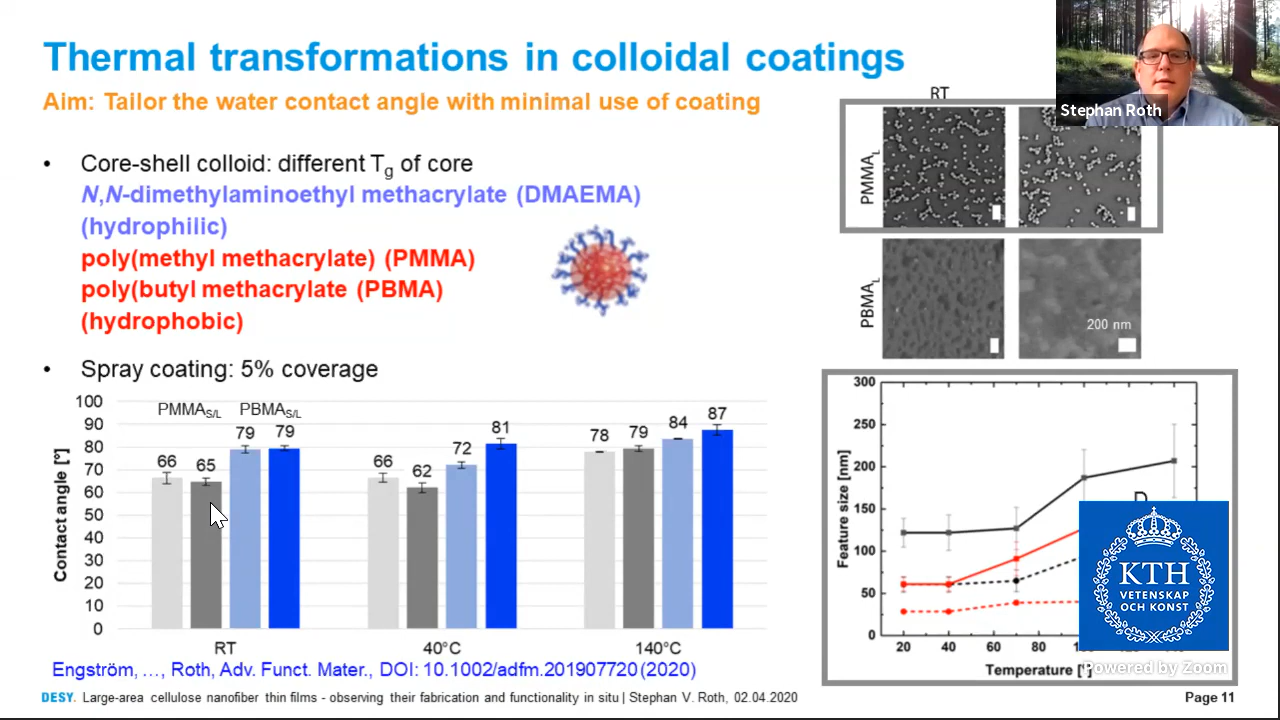 Thermal transformations in colloidal coatings
Aim: Tailor the water contact angle with minimal use of coating
Stephan Roth
• Core-shell colloid: different Tg of core
N,N-dimethylaminoethyl methacrylate (DMAEMA)
(hydrophilic)
poly(methyl methacrylate) (PMMA)
poly(butyl methacrylate (PBMA)
(hydrophobic)
• Spray coating: 5% coverage
RT
PMMAL
PBMAL
200 nm
PMMAS/L PBMAS/L
Contact angle [°]
100
90
80
70
60
50
40
30
20
10
0
66 65 79 79
66 62 72 81
78 79 84 87
RT 40°C 140°C
Feature size [nm]
300
250
200
150
100
50
0
20 40 60 80
Temperature [°]
KTH
VETENSKAP
OCH KONST
Powered by Zoom
Engström, ..., Roth, Adv. Funct. Mater., DOI: 10.1002/adfm.201907720 (2020)
DESY. Large-area cellulose nanofiber thin films - observing their fabrication and functionality in situ | Stephan V. Roth, 02.04.2020 Page 11